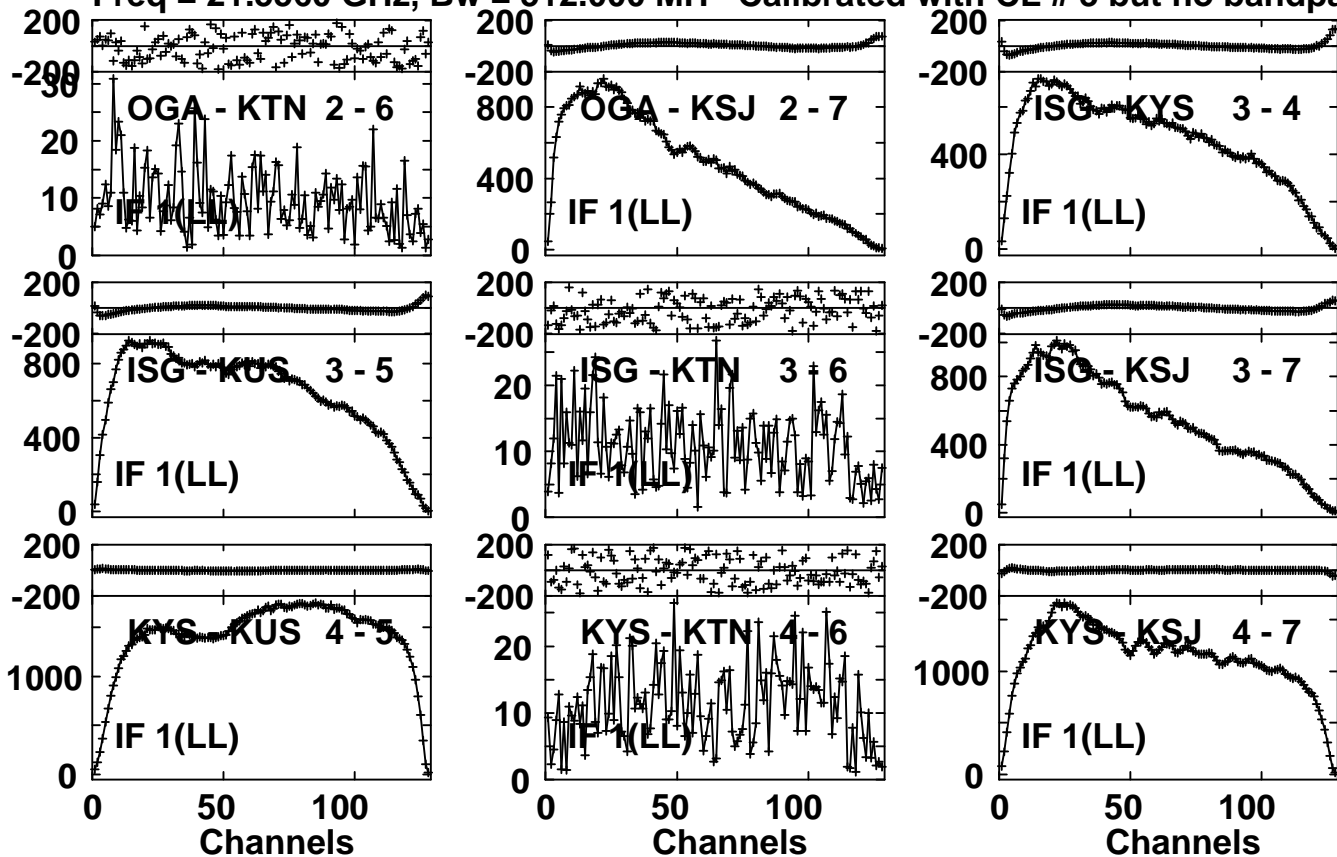 Freq = GHz, Bw = MH Calibrated with CL # but no bandpa
200 200 200
-200 -200 -200
30
OGA - KTN 2 - 6 OGA - KSJ 2 - 7 ISG - KYS 3 - 4
20 800
400 400
10
IF 1(LL) IF 1(LL) IF 1(LL)
0 0 0
200 200 200
-200 -200 -200
ISG - KUS 3 - 5 ISG - KTN 3 - 6 ISG - KSJ 3 - 7
800 20 800
400 10 400
IF 1(LL) IF 1(LL) IF 1(LL)
0 0 0
200 200 200
-200 -200 -200
KYS - KUS 4 - 5 KYS - KTN 4 - 6 KYS - KSJ 4 - 7
1000 20 1000
10
IF 1(LL) IF 1(LL) IF 1(LL)
0 0 0
0 50 100 0 50 100 0 50 100
Channels Channels Channels